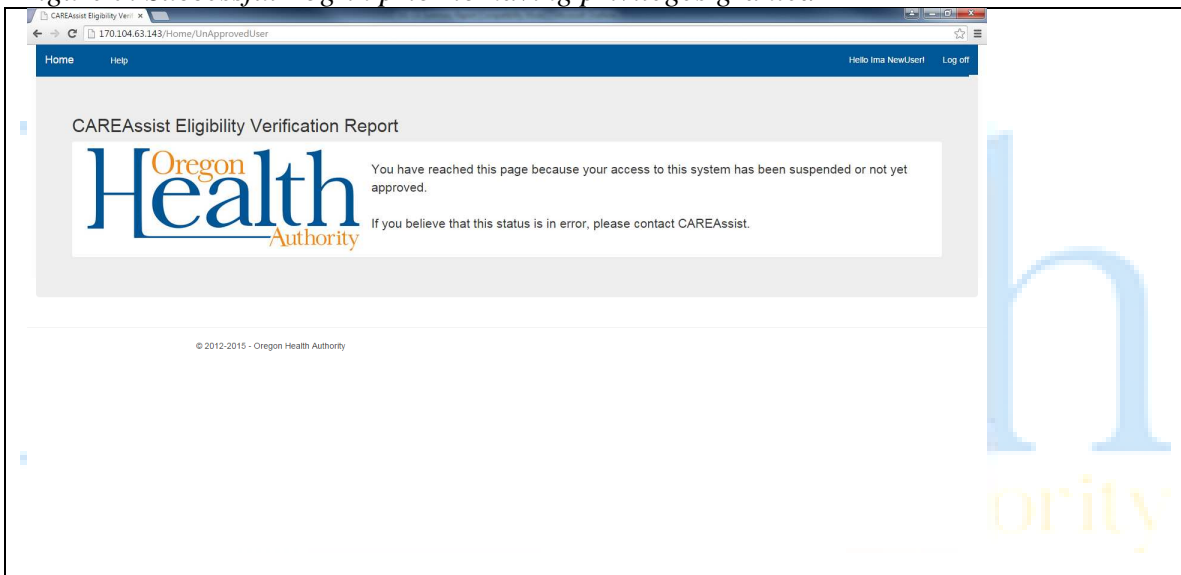 CAREAssist Eligibility Verif
170.104.63.143/Home/UnApprovedUser
Home Help Hello Ima NewUser! Log off
CAREAssist Eligibility Verification Report
Oregon
Health
Authority
You have reached this page because your access to this system has been suspended or not yet
approved.
If you believe that this status is in error, please contact CAREAssist.
© 2012-2015 - Oregon Health Authority